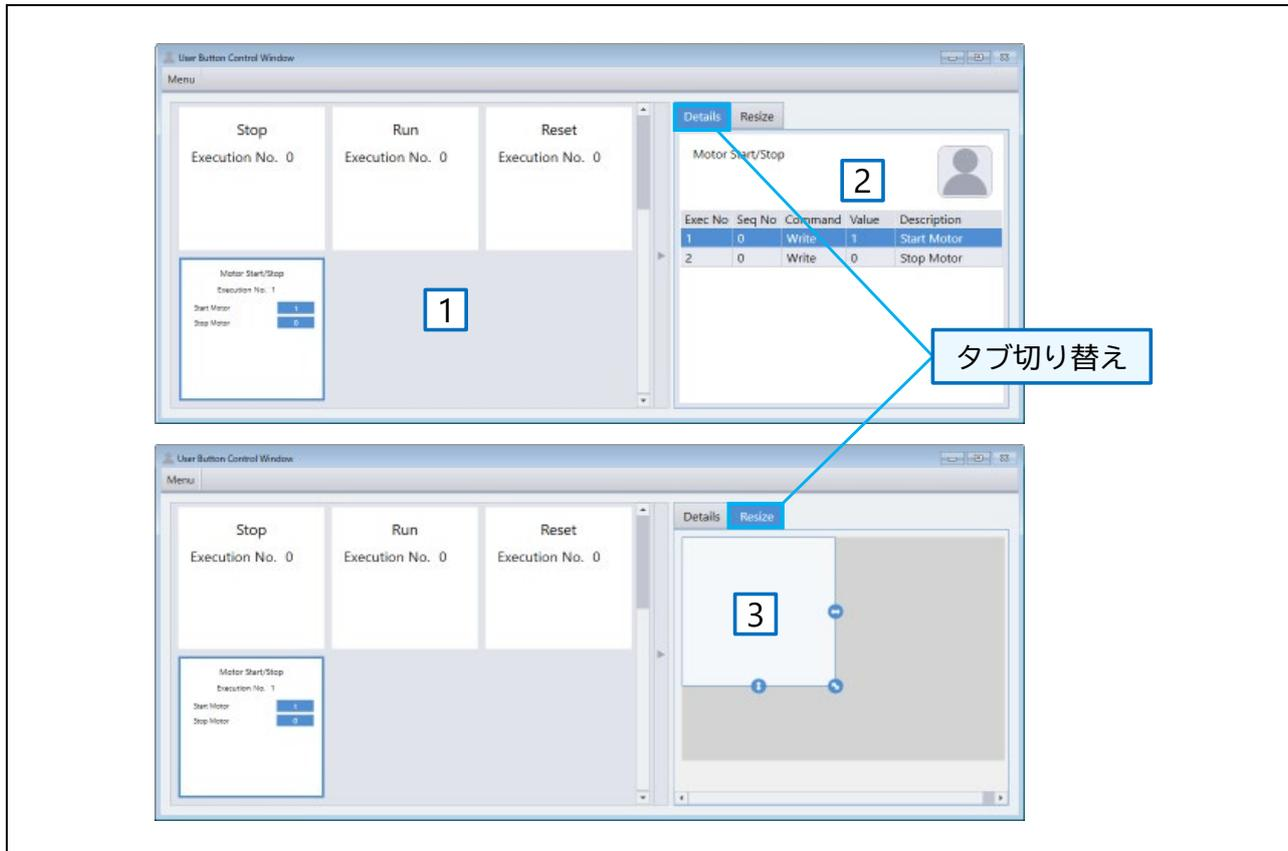 User Button Control Window
Menu
Stop
Execution No. 0
Run
Execution No. 0
Reset
Execution No. 0
Motor Start/Stop
Execution No. 1
Start Motor 1
Stop Motor 0
1
Details Resize
Motor Start/Stop
2
Exec No Seq No Command Value Description
1 0 Write 1 Start Motor
2 0 Write 0 Stop Motor
タブ切り替え
User Button Control Window
Menu
Stop
Execution No. 0
Run
Execution No. 0
Reset
Execution No. 0
Motor Start/Stop
Execution No. 1
Start Motor 1
Stop Motor 0
Details Resize
3